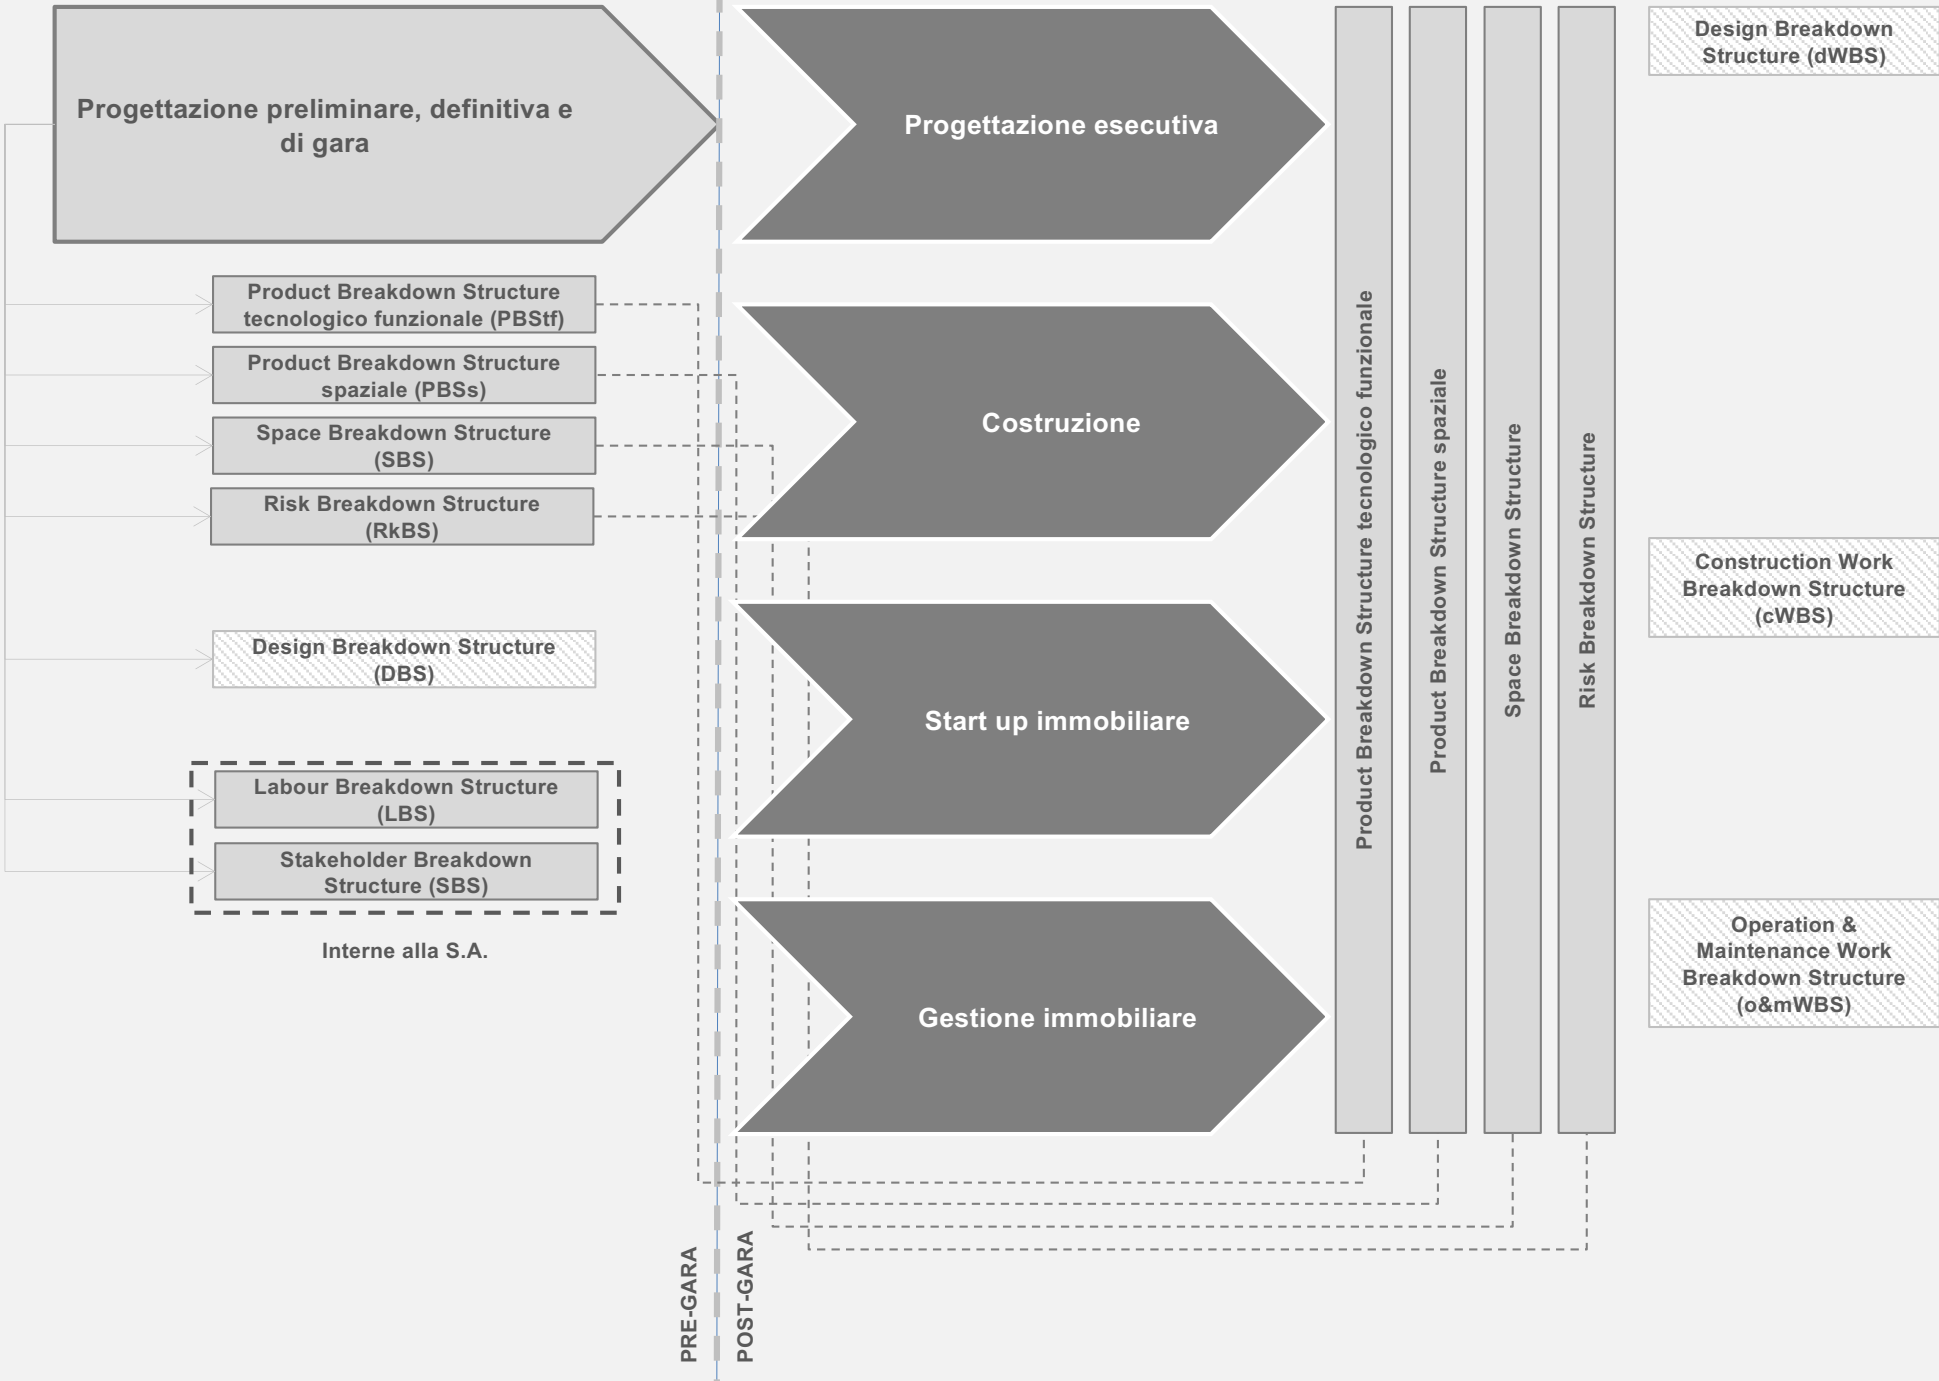 Progettazione preliminare, definitiva e
di gara
Product Breakdown Structure
tecnologico funzionale (PBStf)
Product Breakdown Structure
spaziale (PBSs)
Space Breakdown Structure
(SBS)
Risk Breakdown Structure
(RkBS)
Design Breakdown Structure
(DBS)
Labour Breakdown Structure
(LBS)
Stakeholder Breakdown
Structure (SBS)
Interne alla S.A.
PRE-GARA
POST-GARA
Progettazione esecutiva
Costruzione
Start up immobiliare
Gestione immobiliare
Product Breakdown Structure tecnologico funzionale
Product Breakdown Structure spaziale
Space Breakdown Structure
Risk Breakdown Structure
Design Breakdown
Structure (dWBS)
Construction Work
Breakdown Structure
(cWBS)
Operation &
Maintenance Work
Breakdown Structure
(o&mWBS)